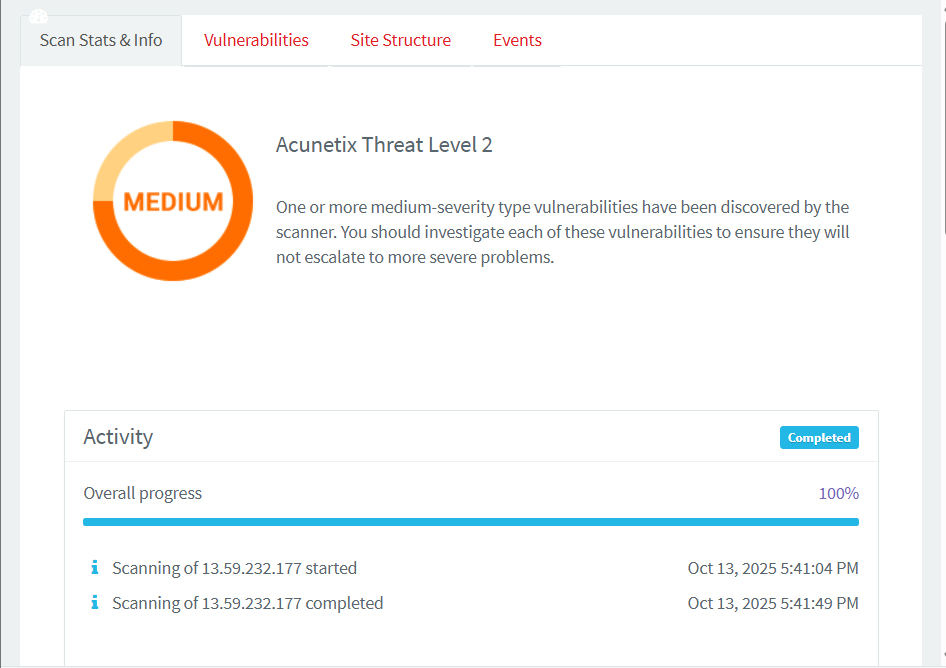 Scan Stats & Info
Vulnerabilities
Site Structure
Events
MEDIUM
Acunetix Threat Level 2
One or more medium-severity type vulnerabilities have been discovered by the
scanner. You should investigate each of these vulnerabilities to ensure they will
not escalate to more severe problems.
Activity
Completed
Overall progress
100%
Scanning of 13.59.232.177 started
Oct 13, 2025 5:41:04 PM
Scanning of 13.59.232.177 completed
Oct 13, 2025 5:41:49 PM